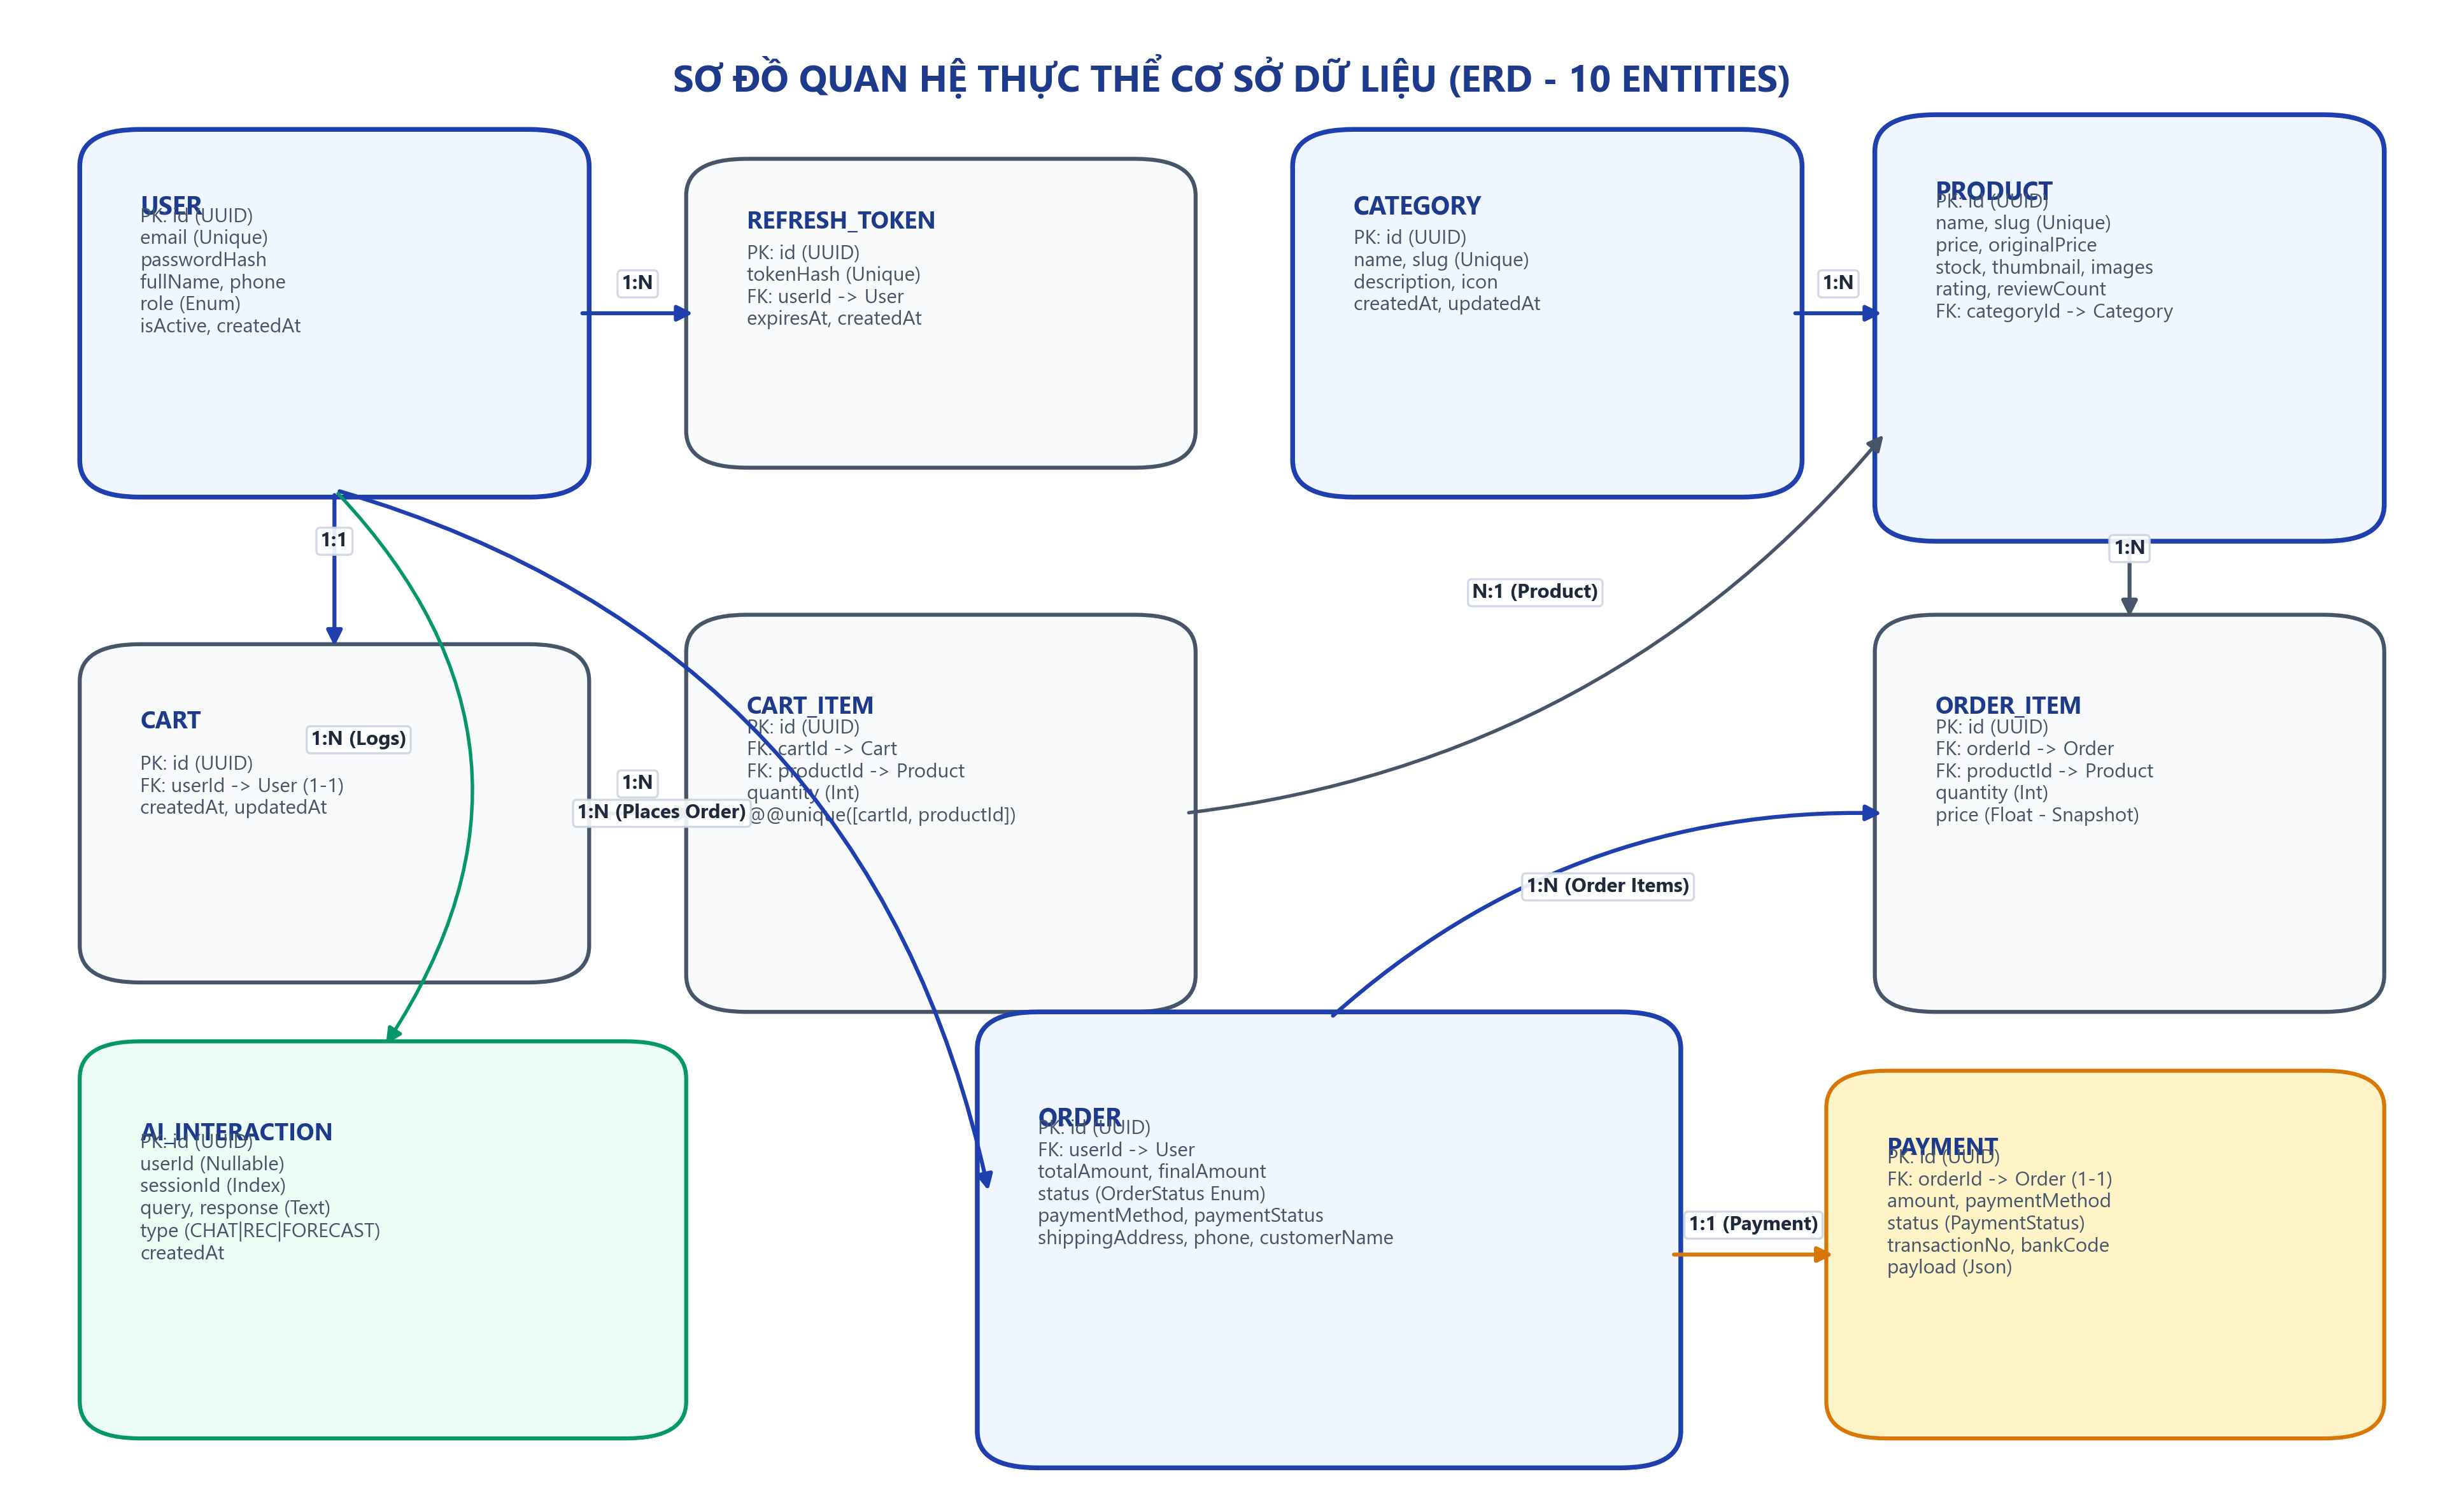 SƠ ĐỒ QUAN HỆ THỰC THỂ CƠ SỞ DỮ LIỆU (ERD - 10 ENTITIES)
USER
PK: id (UUID)
email (Unique)
passwordHash
fullName, phone
role (Enum)
isActive, createdAt
1:N
REFRESH_TOKEN
PK: id (UUID)
tokenHash (Unique)
FK: userId -> User
expiresAt, createdAt
CATEGORY
PK: id (UUID)
name, slug (Unique)
description, icon
createdAt, updatedAt
1:N
PRODUCT
PK: id (UUID)
name, slug (Unique)
price, originalPrice
stock, thumbnail, images
rating, reviewCount
FK: categoryId -> Category
1:1
1:N
N:1 (Product)
CART
PK: id (UUID)
FK: userId -> User (1-1)
createdAt, updatedAt
1:N (Logs)
1:N
1:N (Places Order)
CART_ITEM
PK: id (UUID)
FK: cartId -> Cart
FK: productId -> Product
quantity (Int)
@@unique([cartId, productId])
ORDER_ITEM
PK: id (UUID)
FK: orderId -> Order
FK: productId -> Product
quantity (Int)
price (Float - Snapshot)
1:N (Order Items)
AI_INTERACTION
PK: id (UUID)
userId (Nullable)
sessionId (Index)
query, response (Text)
type (CHAT|REC|FORECAST)
createdAt
ORDER
PK: id (UUID)
FK: userId -> User
totalAmount, finalAmount
status (OrderStatus Enum)
paymentMethod, paymentStatus
shippingAddress, phone, customerName
1:1 (Payment)
PAYMENT
PK: id (UUID)
FK: orderId -> Order (1-1)
amount, paymentMethod
status (PaymentStatus)
transactionNo, bankCode
payload (Json)